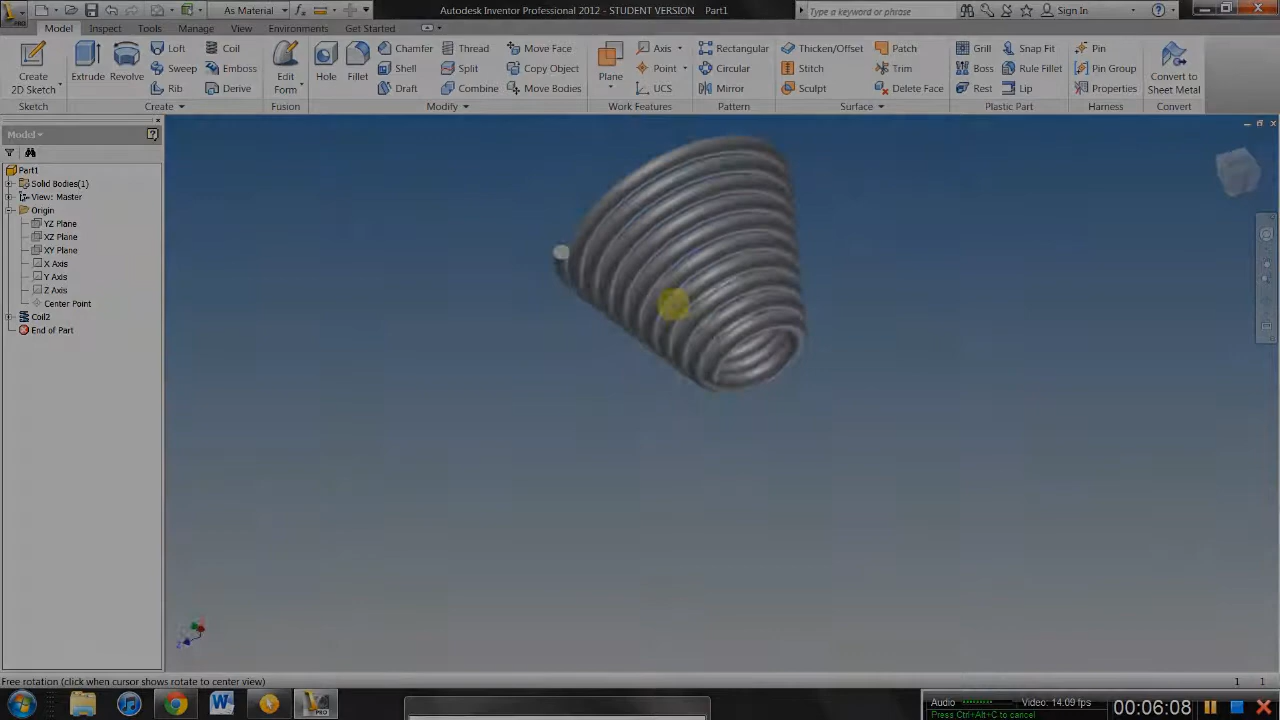 As Material
Autodesk Inventor Professional 2012 - STUDENT VERSION Part1
Type a keyword or phrase
Sign In
PRO
Model Inspect Tools Manage View Environments Get Started
Create 2D Sketch
Extrude Revolve
Loft Coil
Sweep Emboss
Rib Derive
Edit Form
Hole Fillet
Chamfer Thread Move Face
Shell Split Copy Object
Draft Combine Move Bodies
Plane
Axis
Point
UCS
Rectangular
Circular
Mirror
Thicken/Offset Patch
Stitch Trim
Sculpt Delete Face
Grill Snap Fit
Boss Rule Fillet
Rest Lip
Pin
Pin Group
Properties
Convert to Sheet Metal
Sketch Create Fusion Modify Work Features Pattern Surface Plastic Part Harness Convert
Model
Part1
Solid Bodies(1)
View: Master
Origin
YZ Plane
XZ Plane
XY Plane
X Axis
Y Axis
Z Axis
Center Point
Coil2
End of Part
Z
Free rotation (click when cursor shows rotate to center view)
1 1
PRO
Audio Video: 14.09 fps
Press Ctrl+Alt+C to cancel
00:06:08